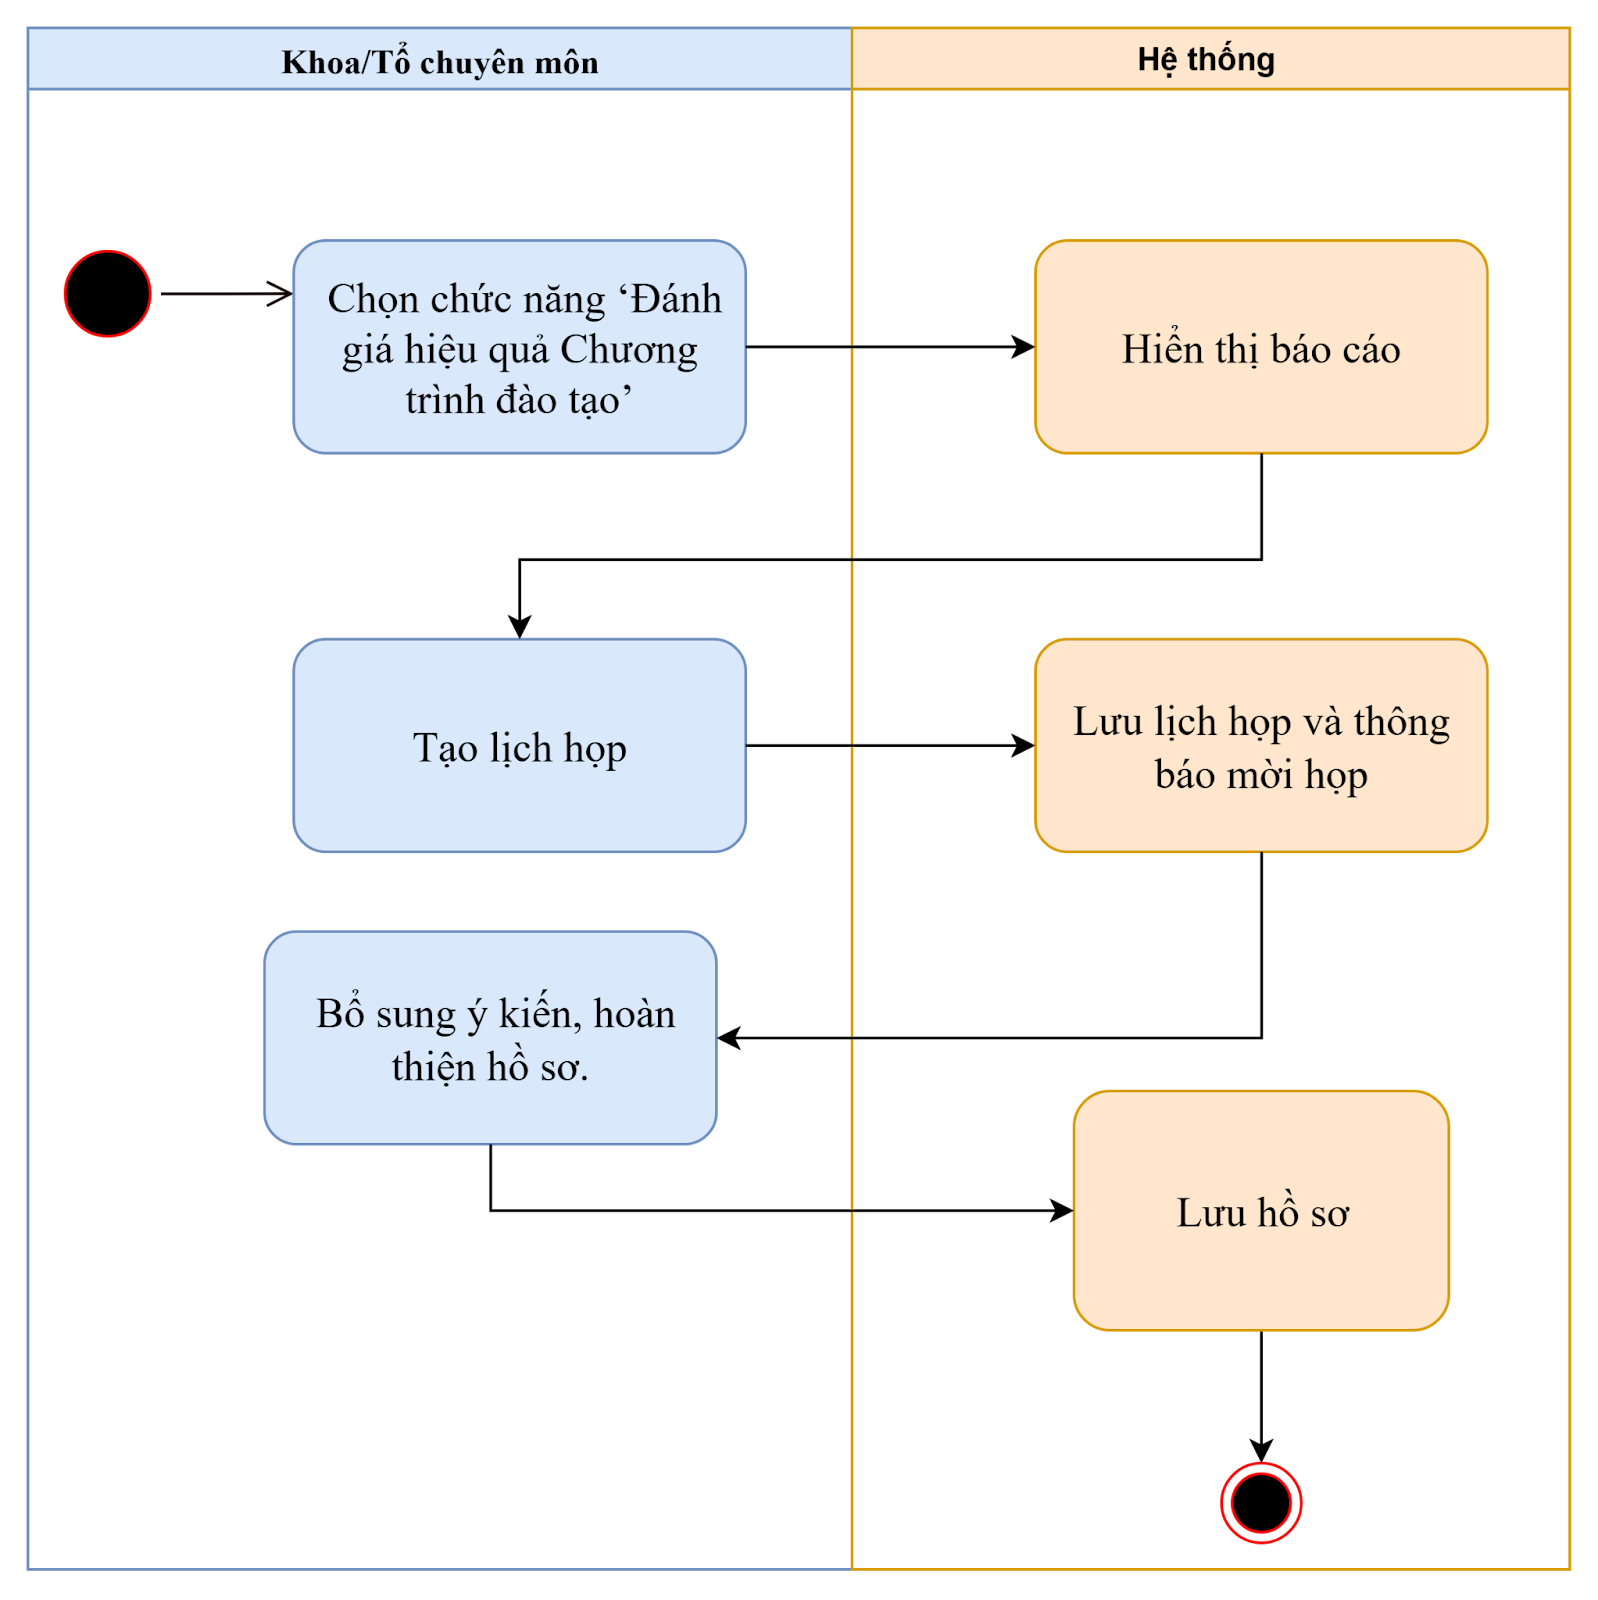 Khoa/Tổ chuyên môn
Hệ thống
Chọn chức năng ‘Đánh
giá hiệu quả Chương
trình đào tạo’
Hiển thị báo cáo
Tạo lịch họp
Lưu lịch họp và thông
báo mời họp
Bổ sung ý kiến, hoàn
thiện hồ sơ.
Lưu hồ sơ